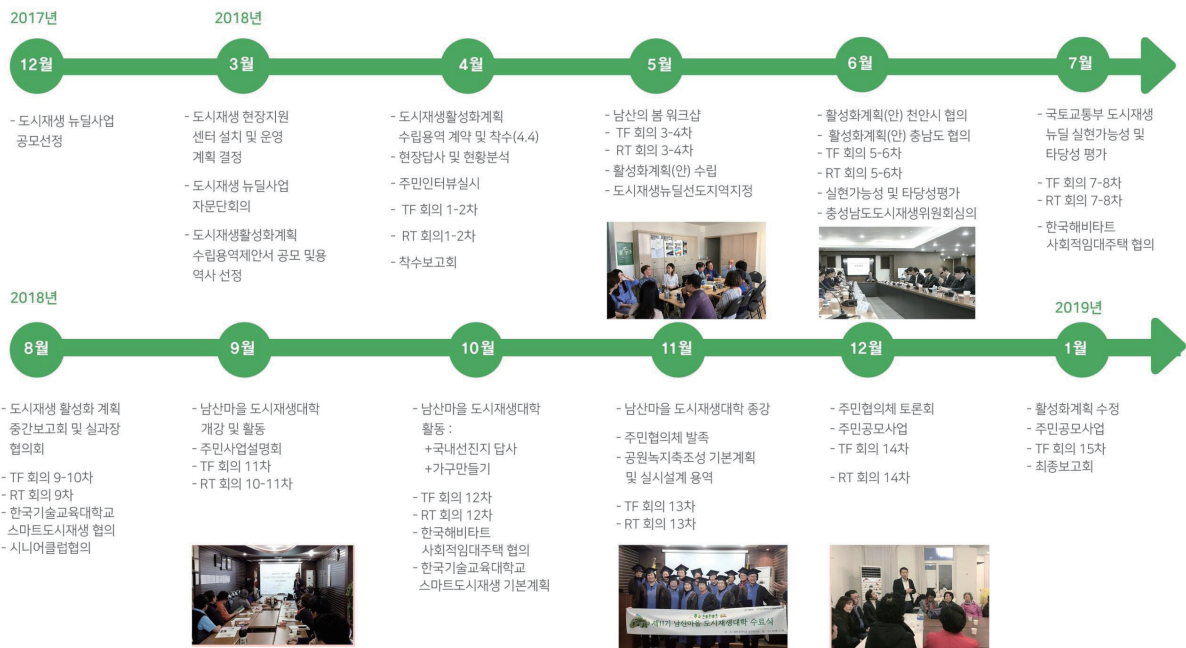 2017년
2018년
12월
3월
4월
5월
6월
7월
- 도시재생 뉴딜사업
공모선정
- 도시재생 현장지원
센터 설치 및 운영
계획 결정
- 도시재생 뉴딜사업
자문단회의
- 도시재생활성화계획
수립용역제안서 공모 및용
역사 선정
- 도시재생활성화계획
수립용역 계약 및 착수(4.4)
- 현장답사 및 현황분석
- 주민인터뷰실시
- TF 회의 1-2차
- RT 회의1-2차
- 착수보고회
- 남산의 봄 워크샵
- TF 회의 3-4차
- RT 회의 3-4차
- 활성화계획(안) 수립
- 도시재생뉴딜선도지역지정
- 활성화계획(안) 천안시 협의
- 활성화계획(안) 충남도 협의
- TF 회의 5-6차
- RT 회의 5-6차
- 실현가능성 및 타당성평가
- 충성남도도시재생위원회심의
- 국토교통부 도시재생
뉴딜 실현가능성 및
타당성 평가
- TF 회의 7-8차
- RT 회의 7-8차
- 한국해비타트
사회적임대주택 협의
2018년
2019년
8월
9월
10월
11월
12월
1월
- 도시재생 활성화 계획
중간보고회 및 실과장
협의회
- TF 회의 9-10차
- RT 회의 9차
- 한국기술교육대학교
스마트도시재생 협의
- 시니어클럽협의
- 남산마을 도시재생대학
개강 및 활동
- 주민사업설명회
- TF 회의 11차
- RT 회의 10-11차
- 남산마을 도시재생대학
활동 :
+국내선진지 답사
+가구만들기
- TF 회의 12차
- RT 회의 12차
- 한국해비타트
사회적임대주택 협의
- 한국기술교육대학교
스마트도시재생 기본계획
- 남산마을 도시재생대학 종강
- 주민협의체 발족
- 공원녹지축조성 기본계획
및 실시설계 용역
- TF 회의 13차
- RT 회의 13차
제11기 남산마을 도시재생대학 수료식
- 주민협의체 토론회
- 주민공모사업
- TF 회의 14차
- RT 회의 14차
- 활성화계획 수정
- 주민공모사업
- TF 회의 15차
- 최종보고회